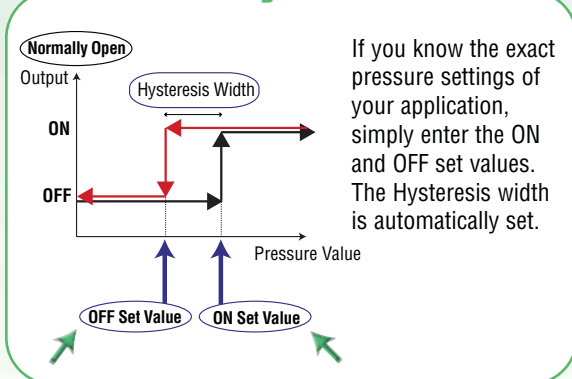 Normally Open
Output
Hysteresis Width
ON
OFF
Pressure Value
OFF Set Value
ON Set Value
If you know the exact
pressure settings of
your application,
simply enter the ON
and OFF set values.
The Hysteresis width
is automatically set.